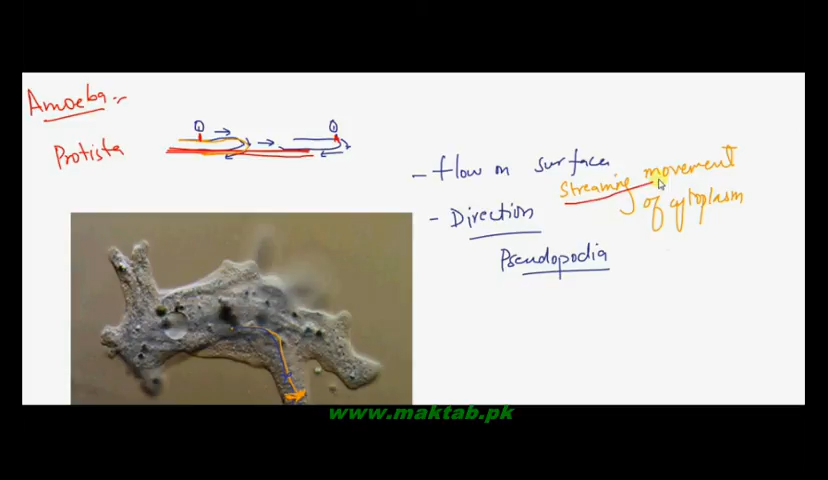 Amoeba :-
Protista
- flow on surface
Streaming movement
of cytoplasm
- Direction
Pseudopodia
www.maktab.pk